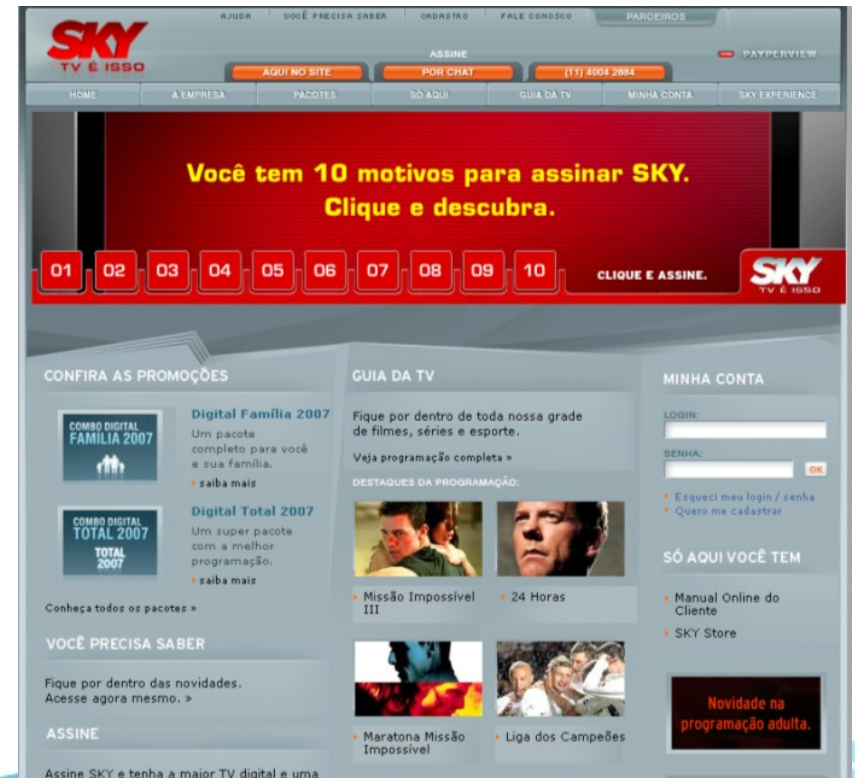 AJUDA
VOCÊ PRECISA SABER
CADASTRO
FALE CONOSCO
PARCEIROS
SKY
TV É ISSO
ASSINE
PAYPERVIEW
AQUI NO SITE
POR CHAT
(11) 4004 2884
HOME
A EMPRESA
PACOTES
SÓ AQUI
GUIA DA TV
MINHA CONTA
SKY EXPERIENCE
Você tem 10 motivos para assinar SKY.
Clique e descubra.
01 02 03 04 05 06 07 08 09 10
CLIQUE E ASSINE.
SKY
TV É ISSO
CONFIRA AS PROMOÇÕES
COMBO DIGITAL
FAMÍLIA 2007
Digital Família 2007
Um pacote
completo para você
e sua família.
saiba mais
COMBO DIGITAL
TOTAL 2007
TOTAL
2007
Digital Total 2007
Um super pacote
com a melhor
programação.
saiba mais
Conheça todos os pacotes »
VOCÊ PRECISA SABER
Fique por dentro das novidades.
Acesse agora mesmo. »
ASSINE
Assine SKY e tenha a maior TV digital e uma
GUIA DA TV
Fique por dentro de toda nossa grade
de filmes, séries e esporte.
Veja programação completa »
DESTAQUES DA PROGRAMAÇÃO:
Missão Impossível
III
24 Horas
Maratona Missão
Impossível
Liga dos Campeões
MINHA CONTA
LOGIN:
SENHA:
OK
Esqueci meu login / senha
Quero me cadastrar
SÓ AQUI VOCÊ TEM
Manual Online do
Cliente
SKY Store
Novidade na
programação adulta.